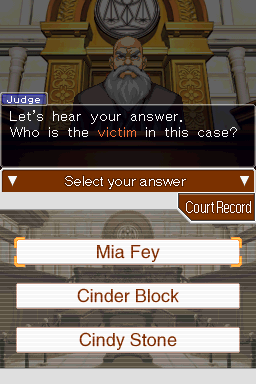 Judge
Let's hear your answer.
Who is the victim in this case?
Select your answer
Court Record
Mia Fey
Cinder Block
Cindy Stone